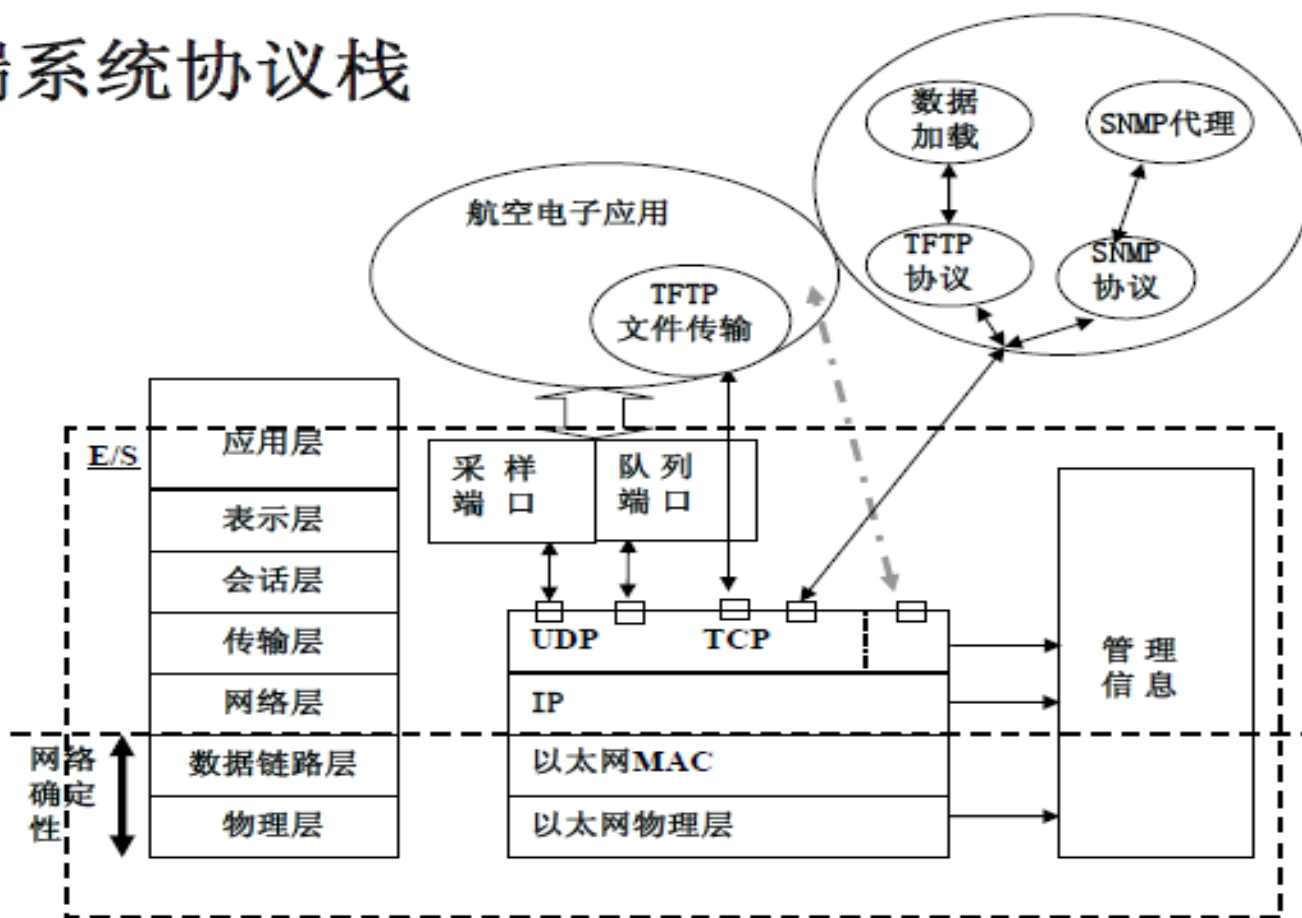 系统协议栈
数据
加载
SNMP代理
航空电子应用
TFTP
协议
SNMP
协议
TFTP
文件传输
E/S
应用层
采 样
端 口
队 列
端 口
表示层
会话层
传输层
UDP
TCP
管 理
信 息
网络层
IP
网络
确定
性
数据链路层
以太网MAC
物理层
以太网物理层